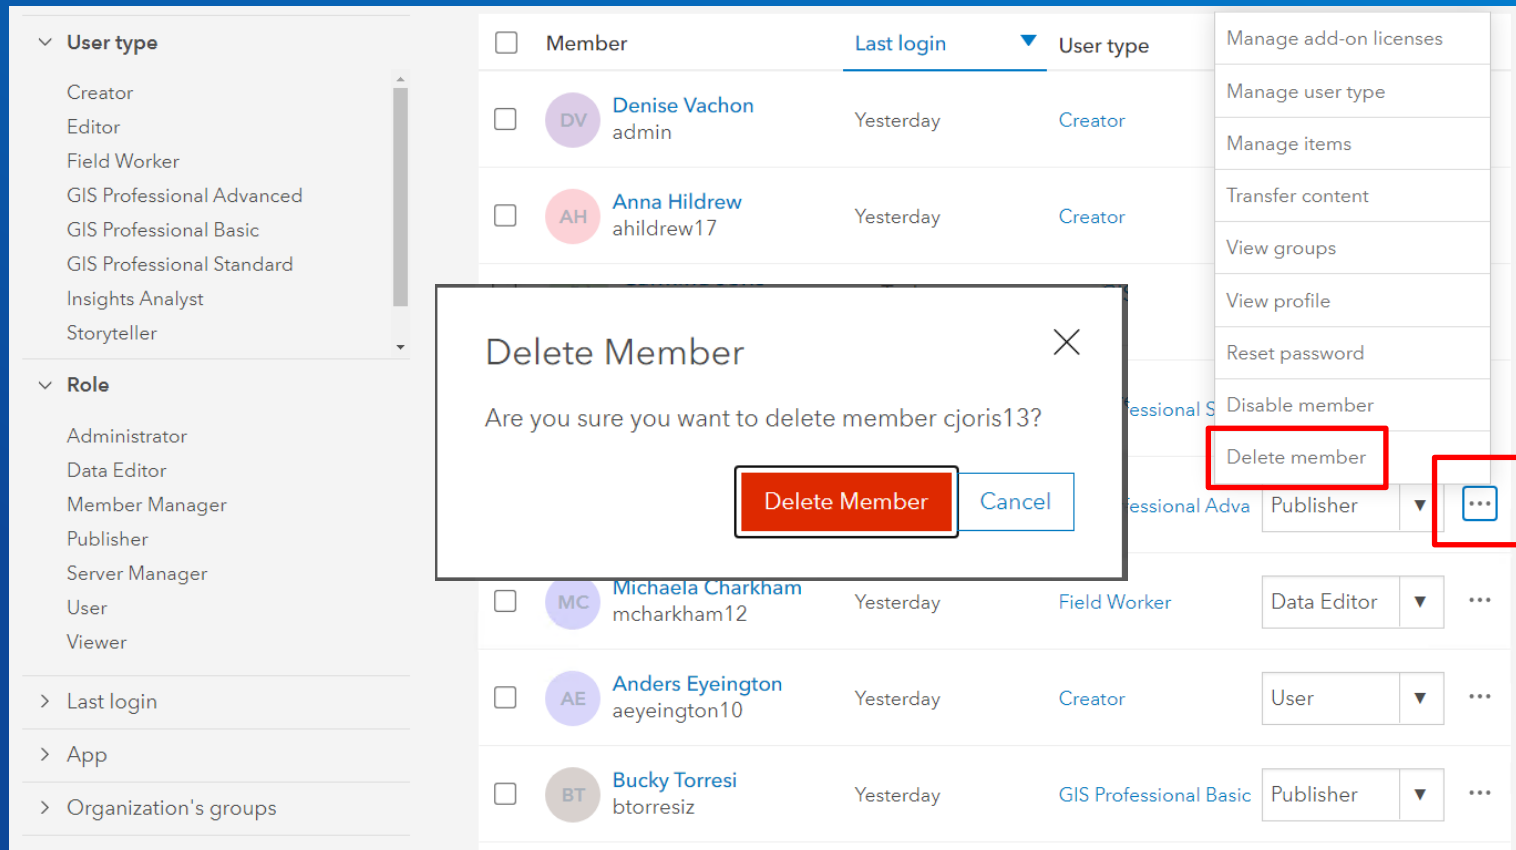 User type
Creator
Editor
Field Worker
GIS Professional Advanced
GIS Professional Basic
GIS Professional Standard
Insights Analyst
Storyteller
Role
Administrator
Data Editor
Member Manager
Publisher
Server Manager
User
Viewer
Last login
App
Organization's groups
Member Last login User type
DV Denise Vachon Yesterday Creator
admin
AH Anna Hildrew Yesterday Creator
ahildrew17
Manage add-on licenses
Manage user type
Manage items
Transfer content
View groups
View profile
Reset password
Disable member
Delete member
Delete Member
Are you sure you want to delete member cjoris13?
Delete Member Cancel
Publisher
MC Michaela Charkham Yesterday Field Worker Data Editor
mcharkham12
AE Anders Eyeington Yesterday Creator User
aeyeington10
BT Bucky Torresi Yesterday GIS Professional Basic Publisher
btorresiz